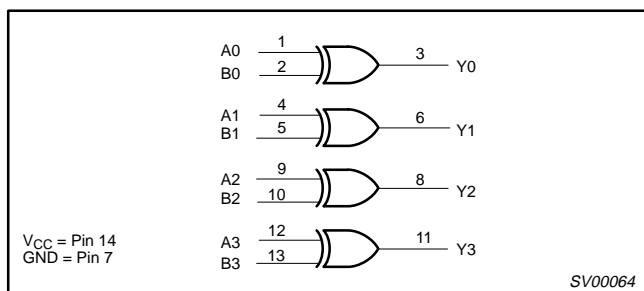 A0 1 3 Y0
B0 2
A1 4 6 Y1
B1 5
A2 9 8 Y2
B2 10
A3 12 11 Y3
B3 13
VCC = Pin 14
GND = Pin 7
SV00064